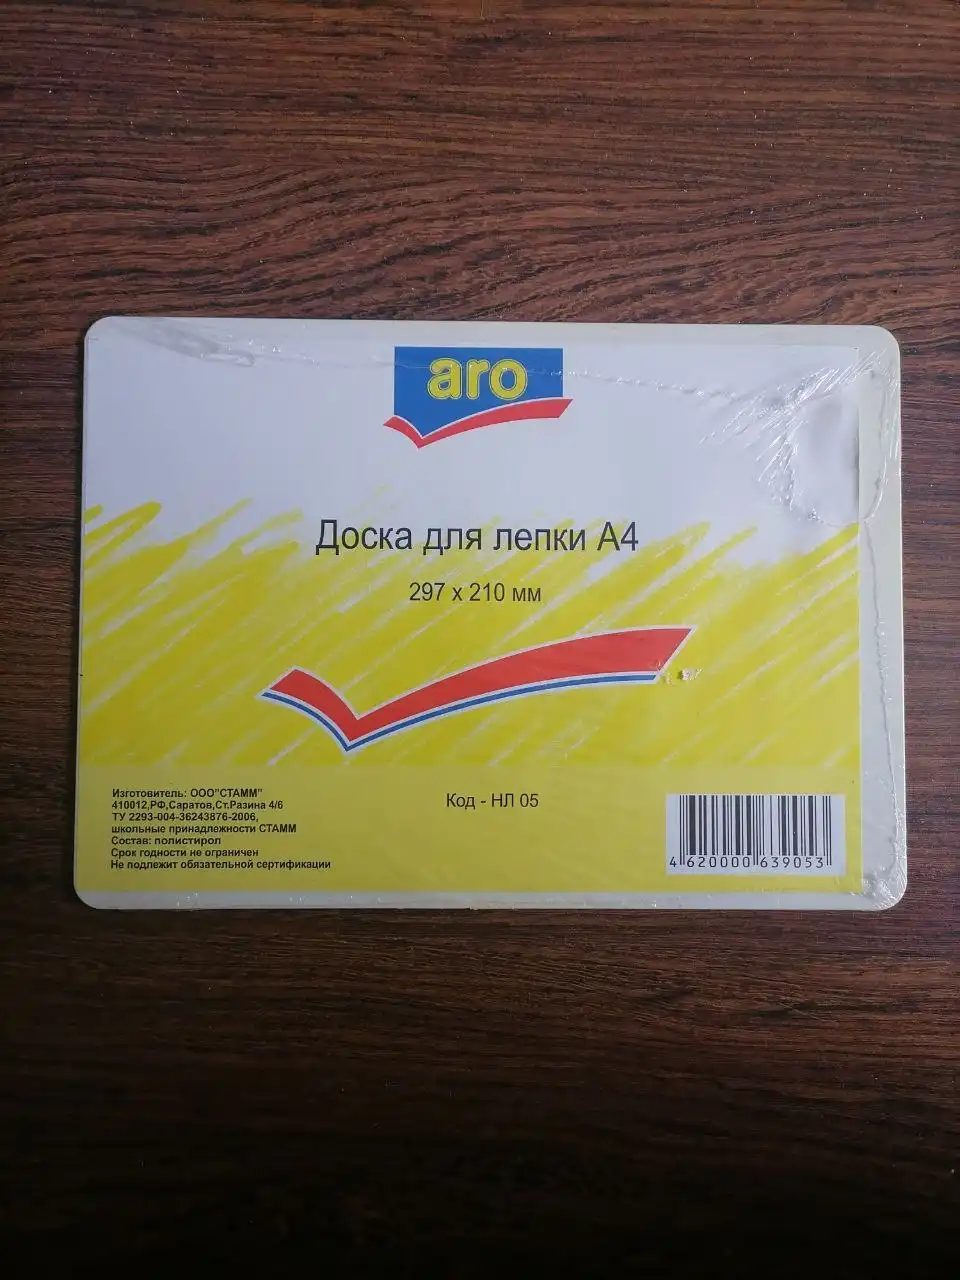 aro
Доска для лепки А4
297 x 210 мм
Изготовитель: ООО"СТАММ"
410012,РФ,Саратов,Ст.Разина 4/6
ТУ 2293-004-36243876-2006,
школьные принадлежности СТАММ
Состав: полистирол
Срок годности не ограничен
Не подлежит обязательной сертификации
Код - НЛ 05
4 620000 639053